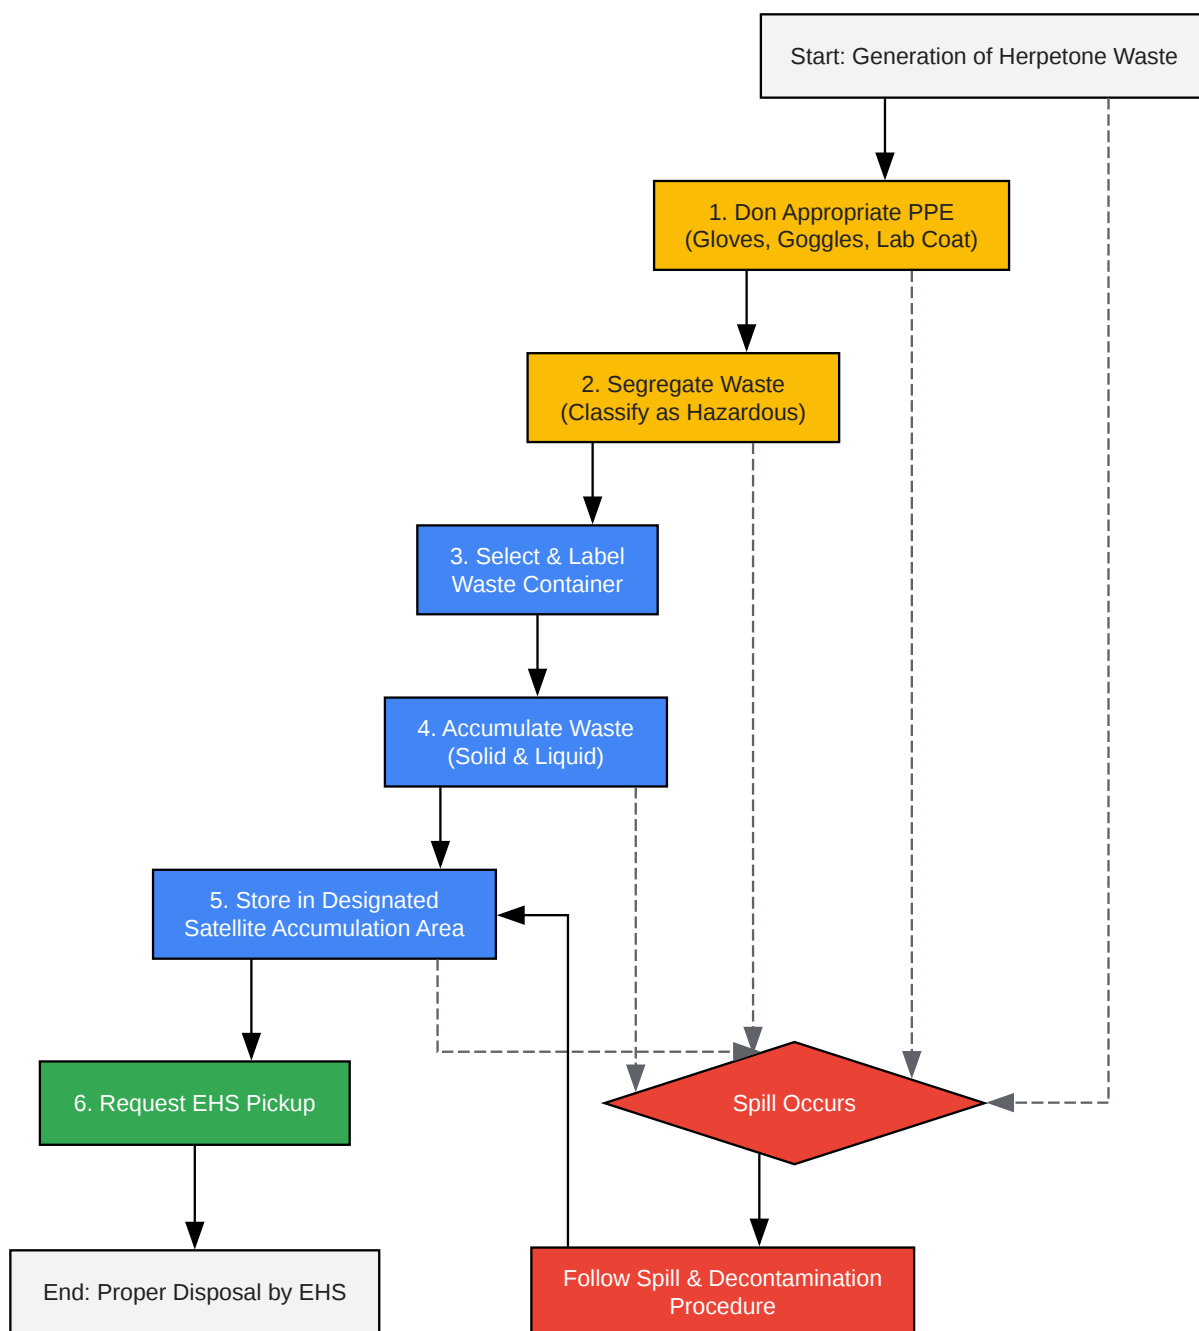 Start: Generation of Herpetone Waste
1. Don Appropriate PPE
(Gloves, Goggles, Lab Coat)
2. Segregate Waste
(Classify as Hazardous)
3. Select & Label
Waste Container
4. Accumulate Waste
(Solid & Liquid)
5. Store in Designated
Satellite Accumulation Area
6. Request EHS Pickup
Spill Occurs
End: Proper Disposal by EHS
Follow Spill & Decontamination
Procedure